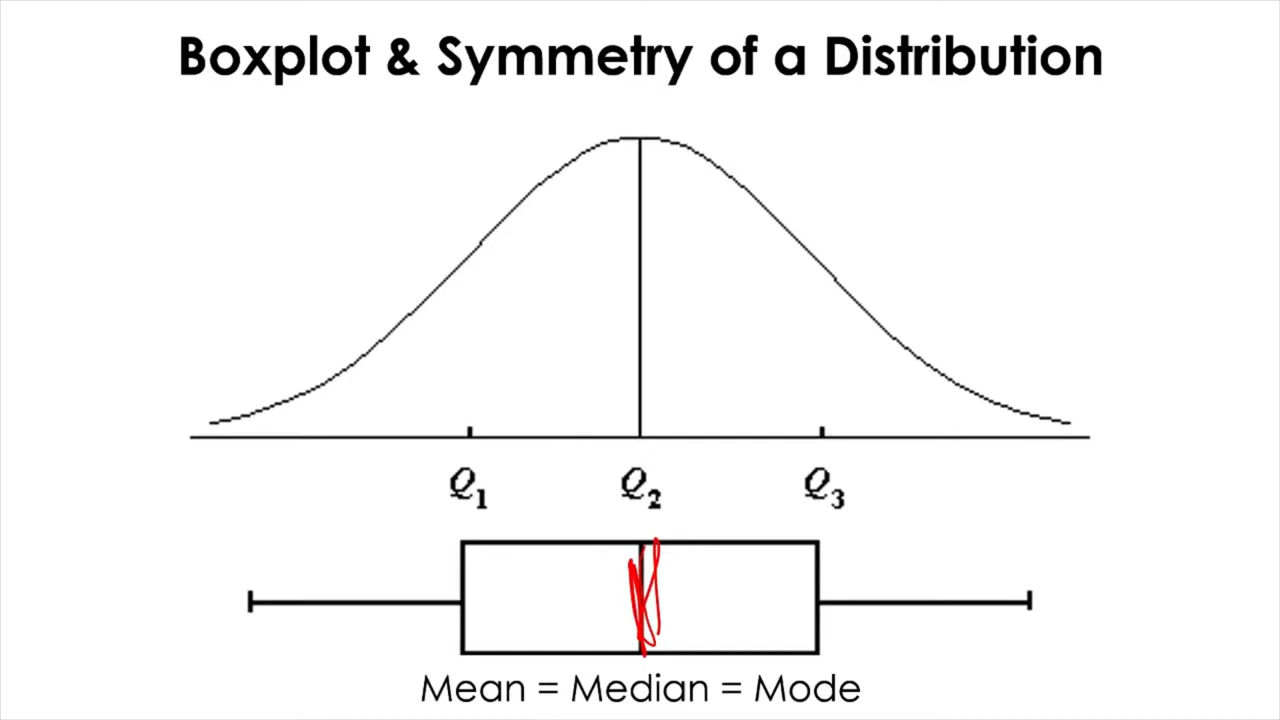 Boxplot & Symmetry of a Distribution
Q1 Q2 Q3
Mean = Median = Mode